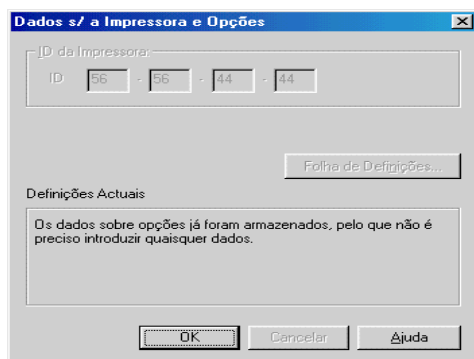 Dados s/ a Impressora e Opções
ID da Impressora:
ID 56 - 56 - 44 - 44
Folha de Definições...
Definições Actuais
Os dados sobre opções já foram armazenados, pelo que não é
preciso introduzir quaisquer dados.
OK Cancelar Ajuda